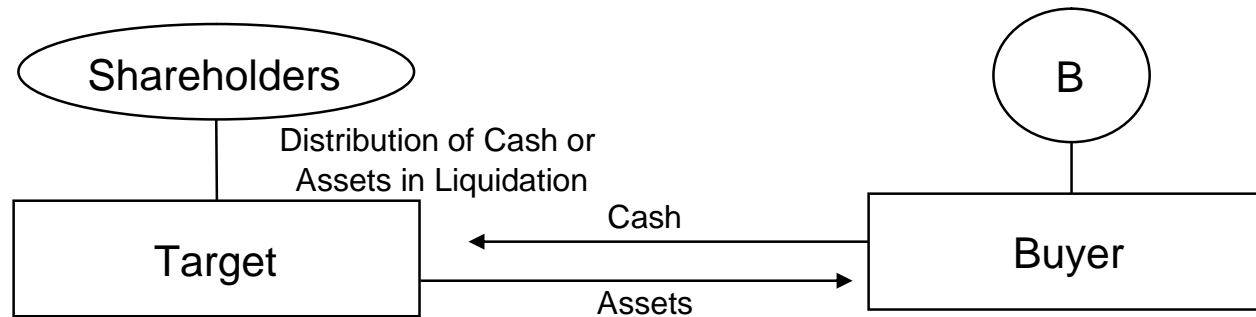 Shareholders
B
Distribution of Cash or
Assets in Liquidation
Cash
Target
Buyer
Assets